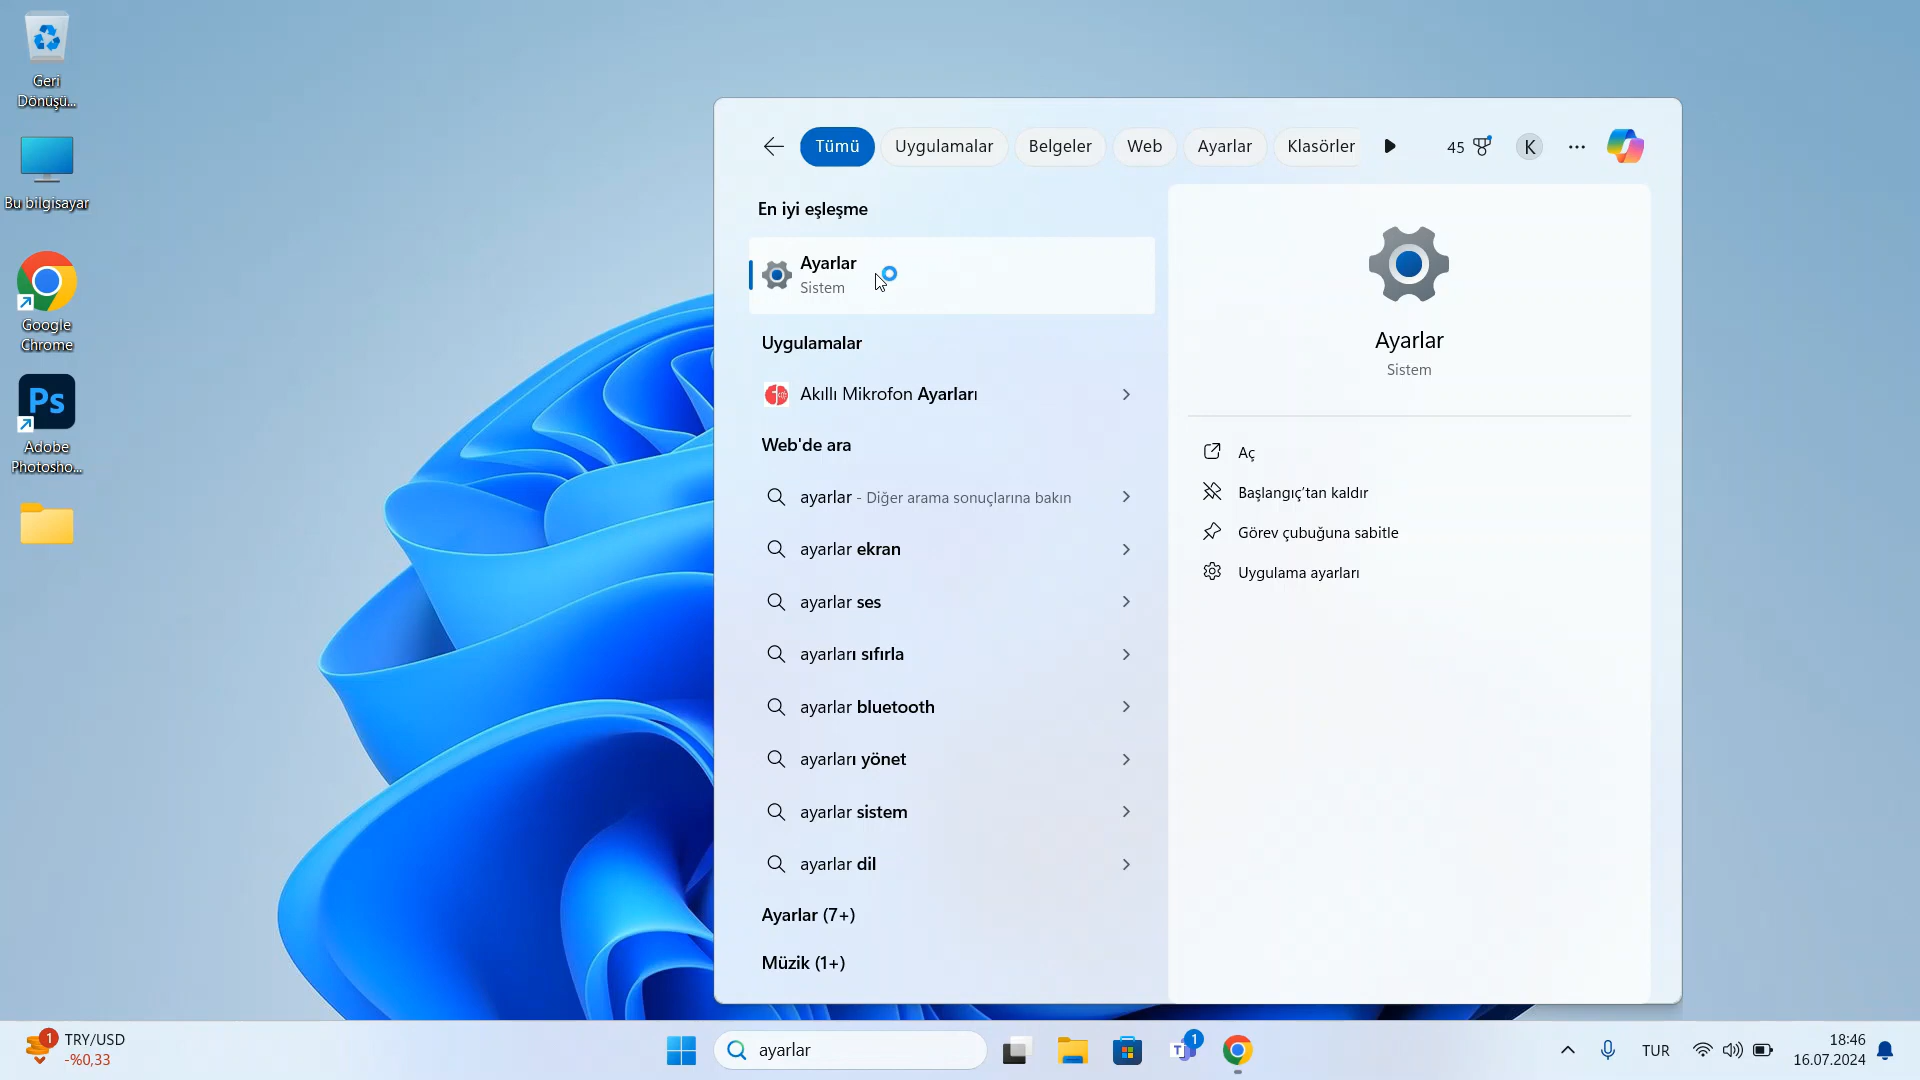 Geri
Dönüşü...
Bu bilgisayar
Google
Chrome
Ps
Adobe
Photosho...
Tümü
Uygulamalar
Belgeler
Web
Ayarlar
Klasörler
45
K
En iyi eşleşme
Ayarlar
Sistem
Uygulamalar
Akıllı Mikrofon Ayarları
Web'de ara
ayarlar - Diğer arama sonuçlarına bakın
ayarlar ekran
ayarlar ses
ayarları sıfırla
ayarlar bluetooth
ayarları yönet
ayarlar sistem
ayarlar dil
Ayarlar (7+)
Müzik (1+)
Ayarlar
Sistem
Aç
Başlangıç’tan kaldır
Görev çubuğuna sabitle
Uygulama ayarları
1
TRY/USD
-%0,33
ayarlar
T
1
TUR
18:46
16.07.2024